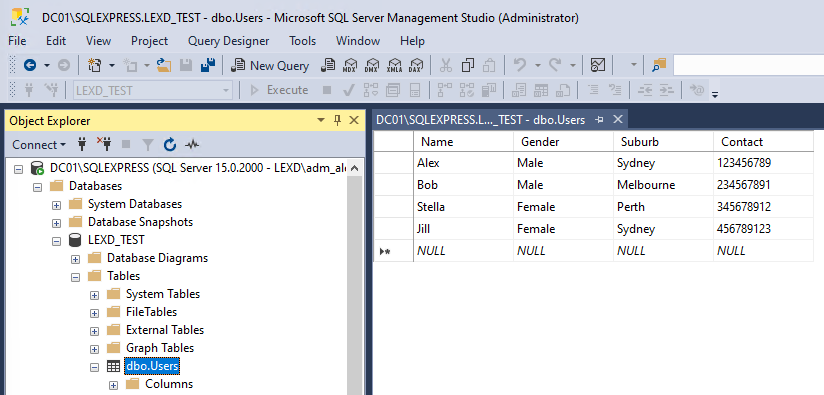 DC01\SQLEXPRESS.LEXD_TEST - dbo.Users - Microsoft SQL Server Management Studio (Administrator)
File Edit View Project Query Designer Tools Window Help
New Query MDX DMX XMLA DAX
LEXD_TEST Execute
Object Explorer
DC01\SQLEXPRESS.L..._TEST - dbo.Users
Connect
Name Gender Suburb Contact
Alex Male Sydney 123456789
Bob Male Melbourne 234567891
Stella Female Perth 345678912
Jill Female Sydney 456789123
NULL NULL NULL NULL
DC01\SQLEXPRESS (SQL Server 15.0.2000 - LEXD\adm_al
Databases
System Databases
Database Snapshots
LEXD_TEST
Database Diagrams
Tables
System Tables
FileTables
External Tables
Graph Tables
dbo.Users
Columns